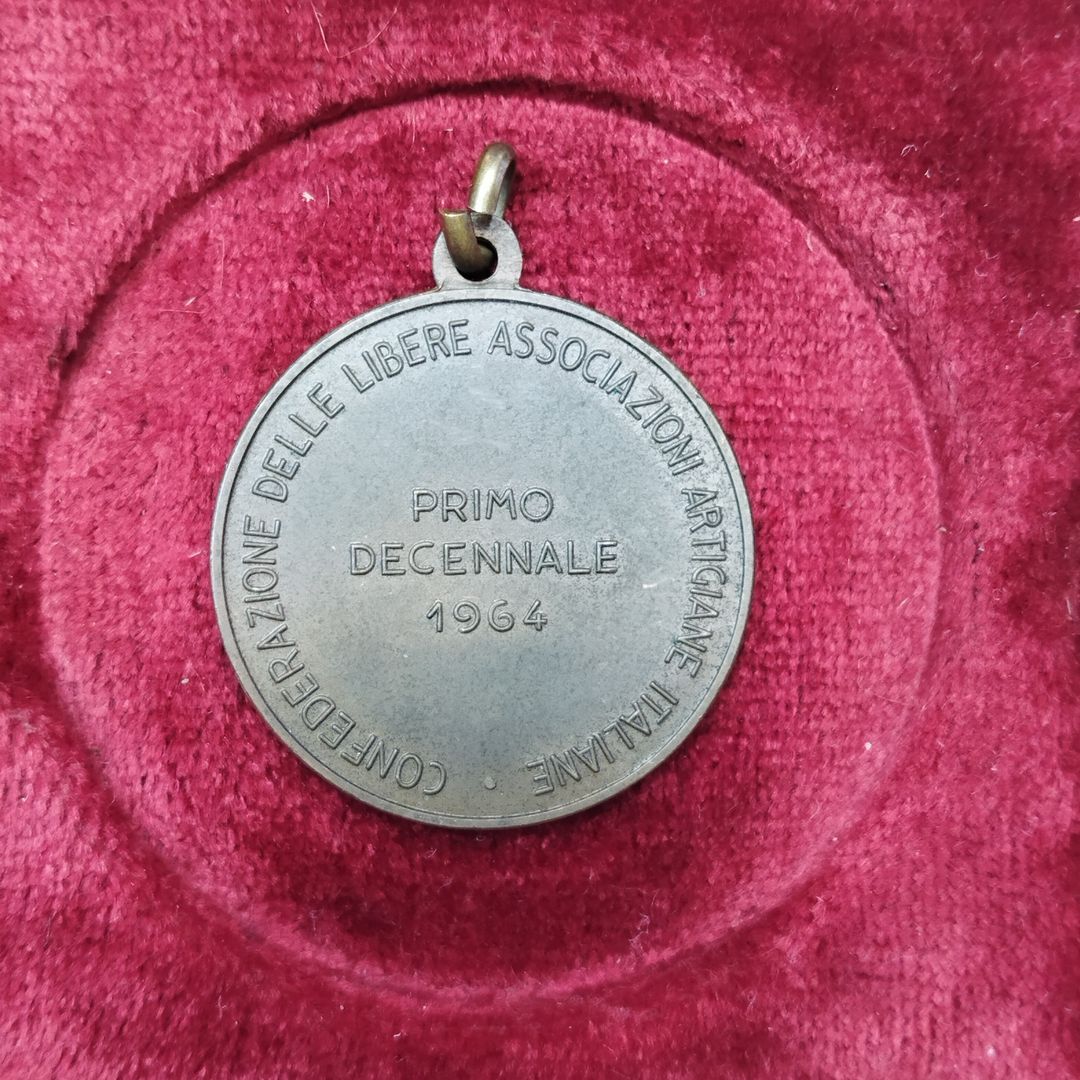 CONFEDERAZIONE DELLE LIBERE ASSOCIAZIONI ARTIGIANE ITALIANE ·
PRIMO
DECENNALE
1964